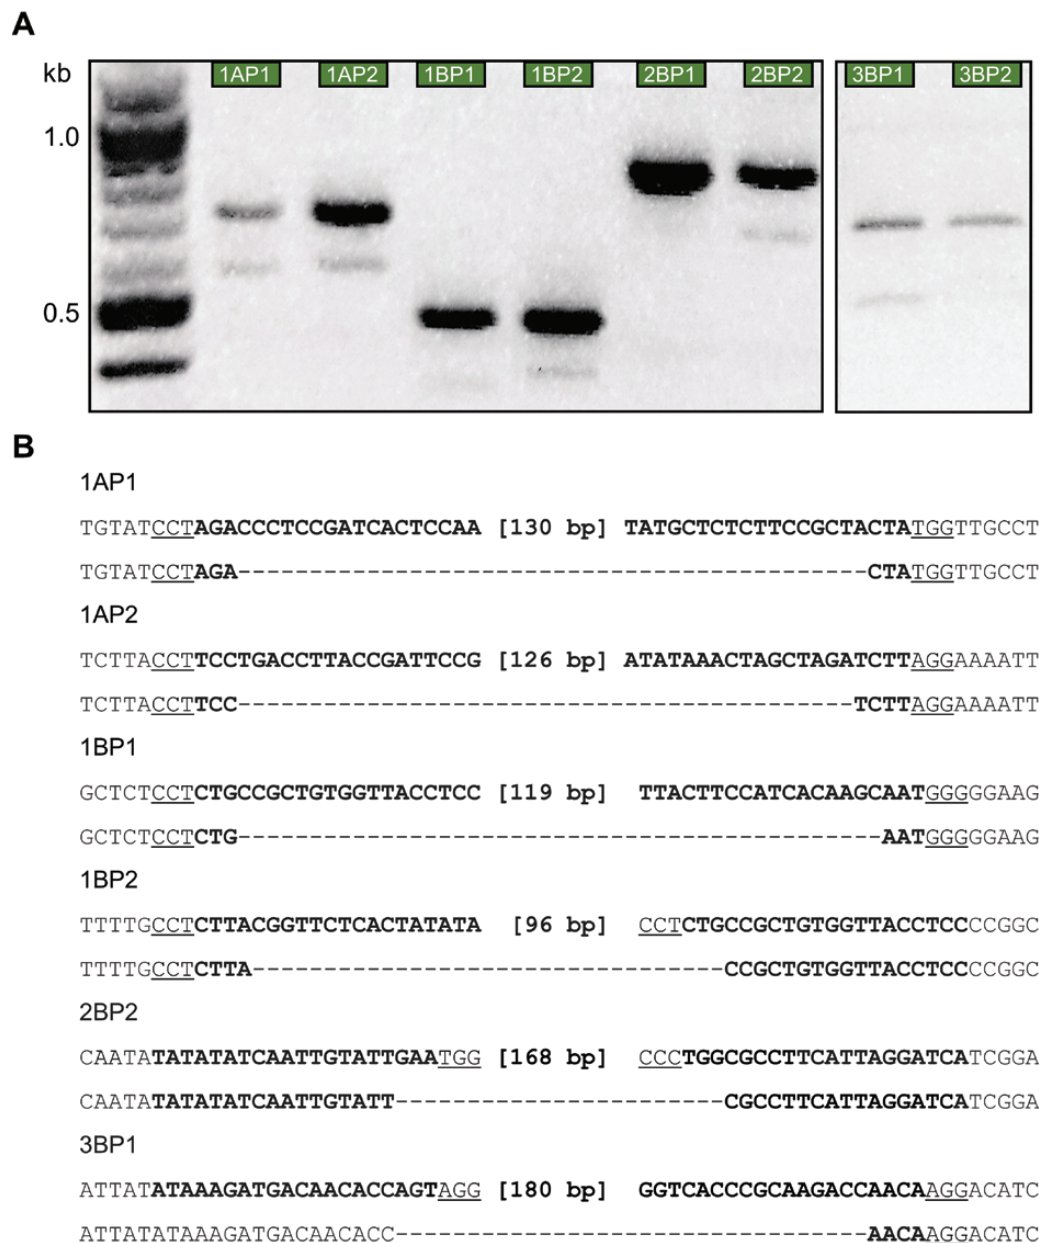 A
kb
1AP1 1AP2 1BP1 1BP2 2BP1 2BP2 3BP1 3BP2
1.0
0.5
B
1AP1
TGTATCCTAGACCCTCCGATCACTCCAA [130 bp] TATGCTCTCTTCCGCTACTATGGTTGCCT
TGTATCCTAGA--------------------------------------------CTATGGTTGCCT
1AP2
TCTTACCTTCCTGACCTTACCGATTCCG [126 bp] ATATAAACTAGCTAGATCTTAGGAAAATT
TCTTACCTTCC-------------------------------------------TCTTAGGAAAATT
1BP1
GCTCTCCTCTGCCGCTGTGGTTACCTCC [119 bp] TTACTTCCATCACAAGCAATGGGGGAAG
GCTCTCCTCTG---------------------------------------------AATGGGGGAAG
1BP2
TTTTGCCTCTTACGGTTCTCACTATATA [96 bp] CCTCTGCCGCTGTGGTTACCTCCCCGGC
TTTTGCCTCTTA---------------------------------CCGCTGTGGTTACCTCCCCGGC
2BP2
CAATATATATATCAATTGTATTGAATGG [168 bp] CCCTGGCGCCTTCATTAGGATCATCGGA
CAATATATATATCAATTGTATT-----------------------CGCCTTCATTAGGATCATCGGA
3BP1
ATTATATAAAGATGACAACACCAGTAGG [180 bp] GGTCACCCGCAAGACCAACAAGGACATC
ATTATATAAAGATGACAACACC---------------------------------AACAAGGACATC